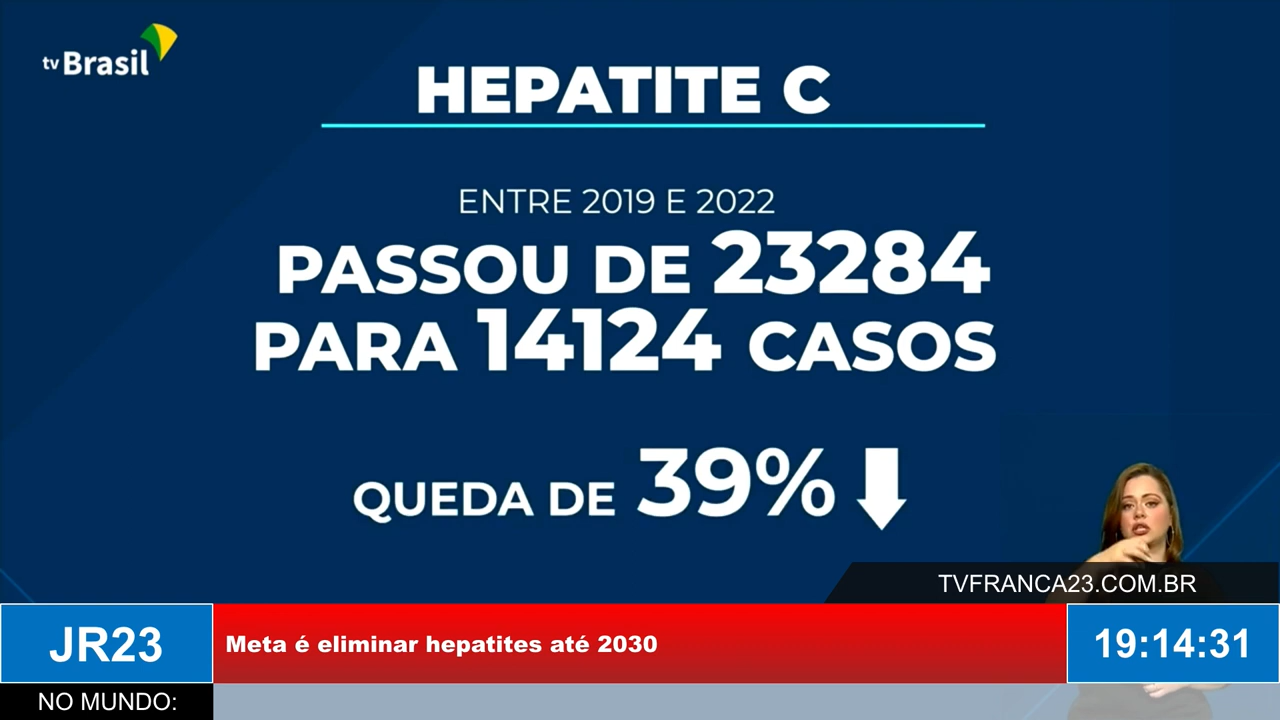 tv Brasil
HEPATITE C
ENTRE 2019 E 2022
PASSOU DE 23284
PARA 14124 CASOS
QUEDA DE 39%
TVFRANCA23.COM.BR
JR23
Meta é eliminar hepatites até 2030
19:14:31
NO MUNDO: